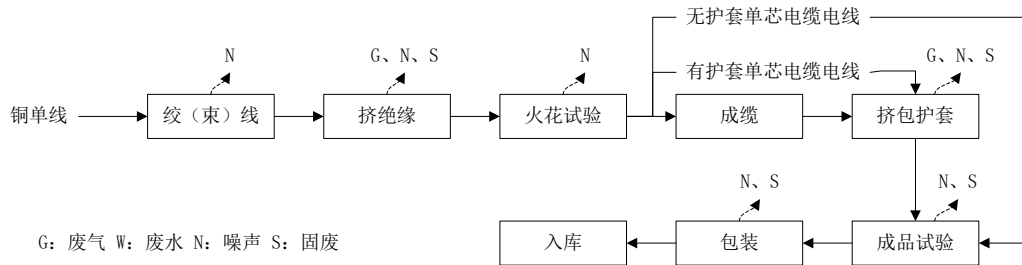 无护套单芯电缆电线
N
G、N、S
N
有护套单芯电缆电线
G、N、S
铜单线
绞（束）线
挤绝缘
火花试验
成缆
挤包护套
N、S
N、S
G: 废气 W: 废水 N: 噪声 S: 固废
入库
包装
成品试验